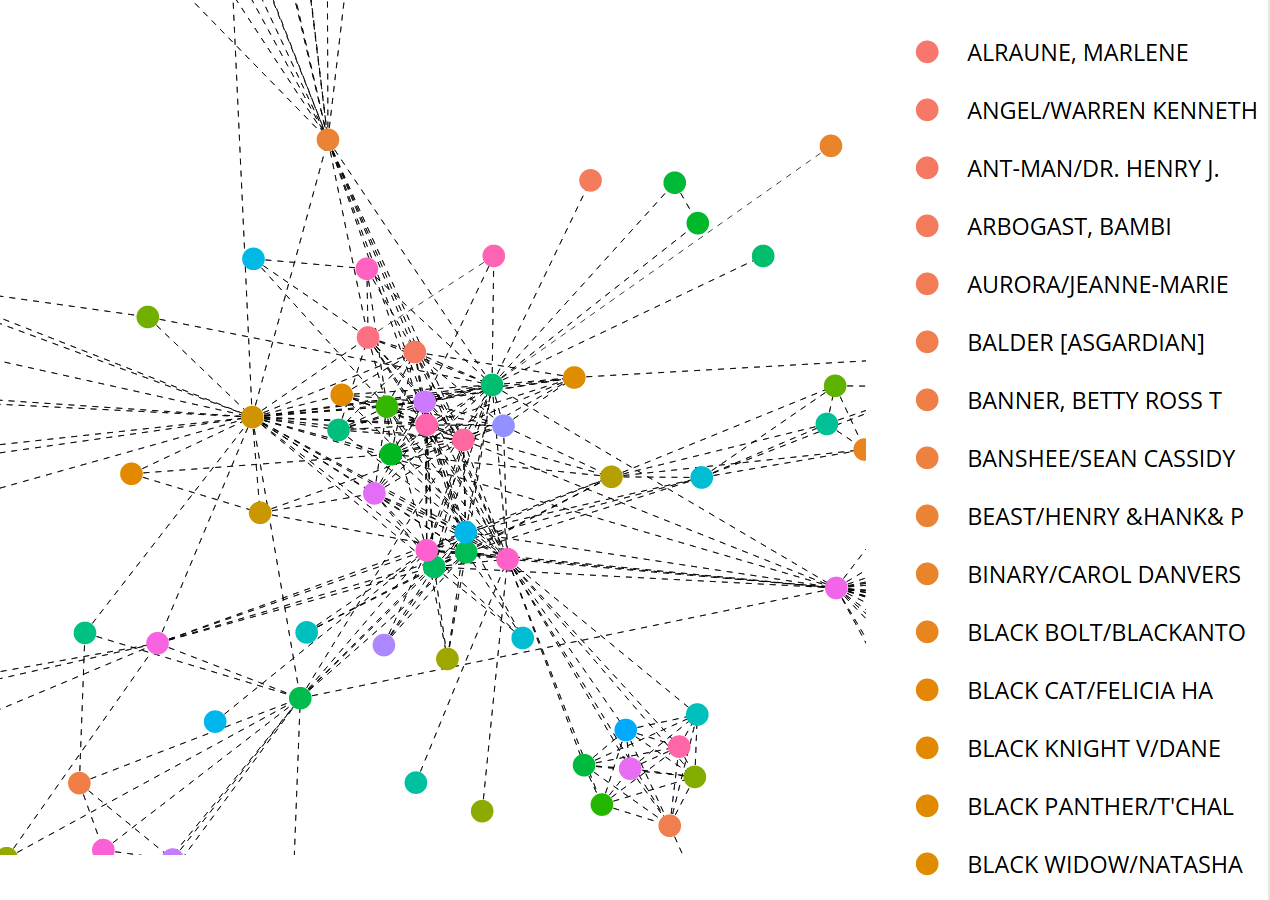 ALRAUNE, MARLENE
ANGEL/WARREN KENNETH
ANT-MAN/DR. HENRY J.
ARBOGAST, BAMBI
AURORA/JEANNE-MARIE
BALDER [ASGARDIAN]
BANNER, BETTY ROSS T
BANSHEE/SEAN CASSIDY
BEAST/HENRY &HANK& P
BINARY/CAROL DANVERS
BLACK BOLT/BLACKANTO
BLACK CAT/FELICIA HA
BLACK KNIGHT V/DANE
BLACK PANTHER/T'CHAL
BLACK WIDOW/NATASHA